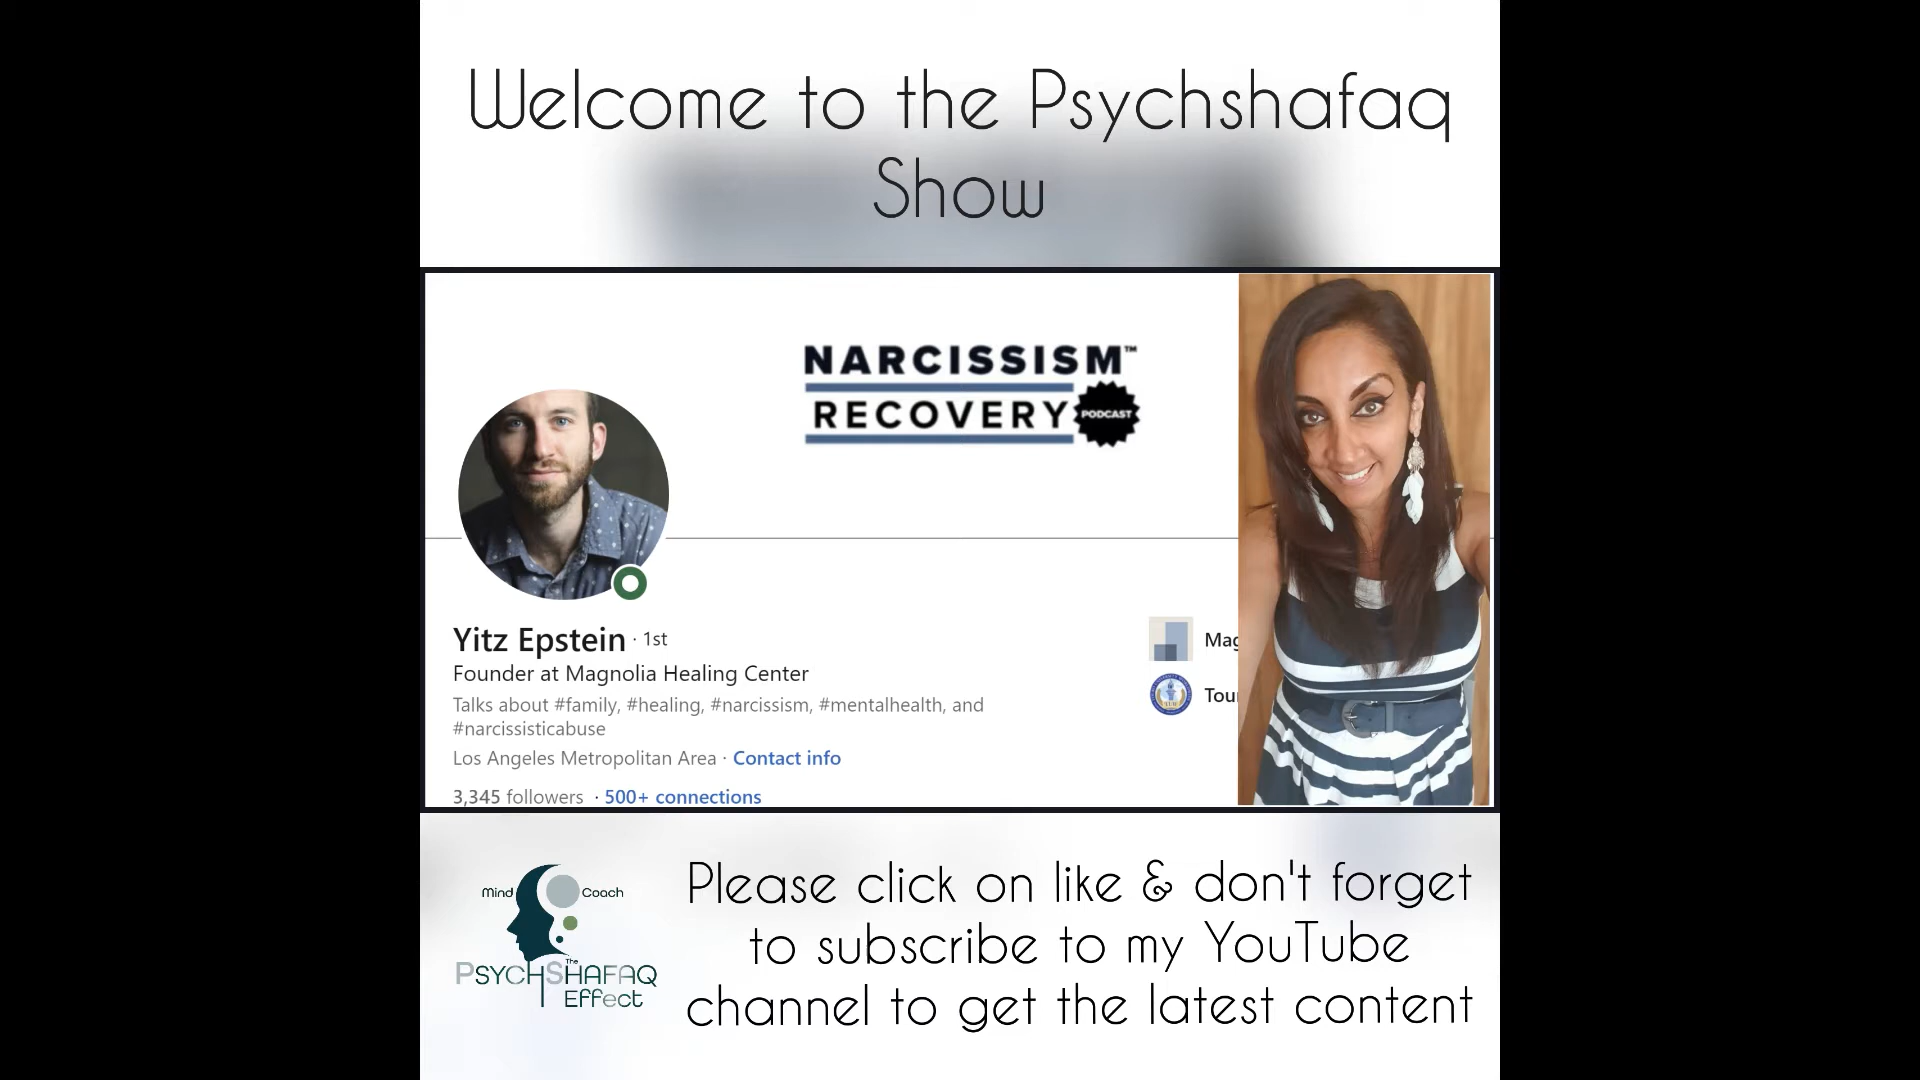 Welcome to the Psychshafaq
Show
NARCISSISM™
RECOVERY
PODCAST
Yitz Epstein · 1st
Founder at Magnolia Healing Center
Talks about #family, #healing, #narcissism, #mentalhealth, and
#narcissisticabuse
Los Angeles Metropolitan Area · Contact info
3,345 followers · 500+ connections
Mag
Tou
Mind Coach
The
PSYCHSHAFAQ
EFFect
Please click on like & don't forget
to subscribe to my YouTube
channel to get the latest content